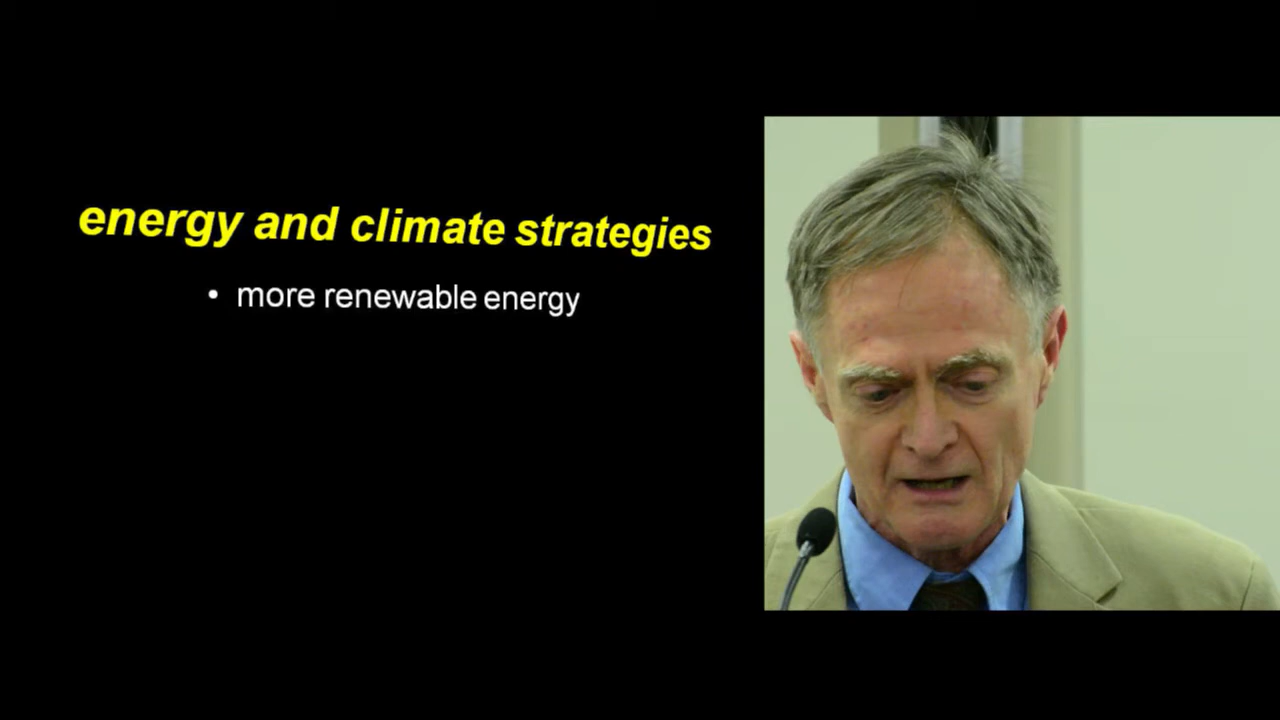 energy and climate strategies
• more renewable energy